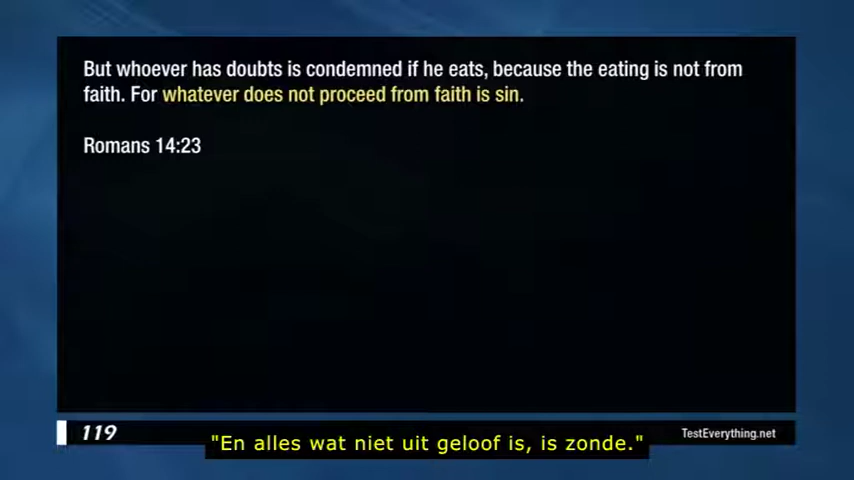 But whoever has doubts is condemned if he eats, because the eating is not from
faith. For whatever does not proceed from faith is sin.
Romans 14:23
119
TestEverything.net
"En alles wat niet uit geloof is, is zonde."